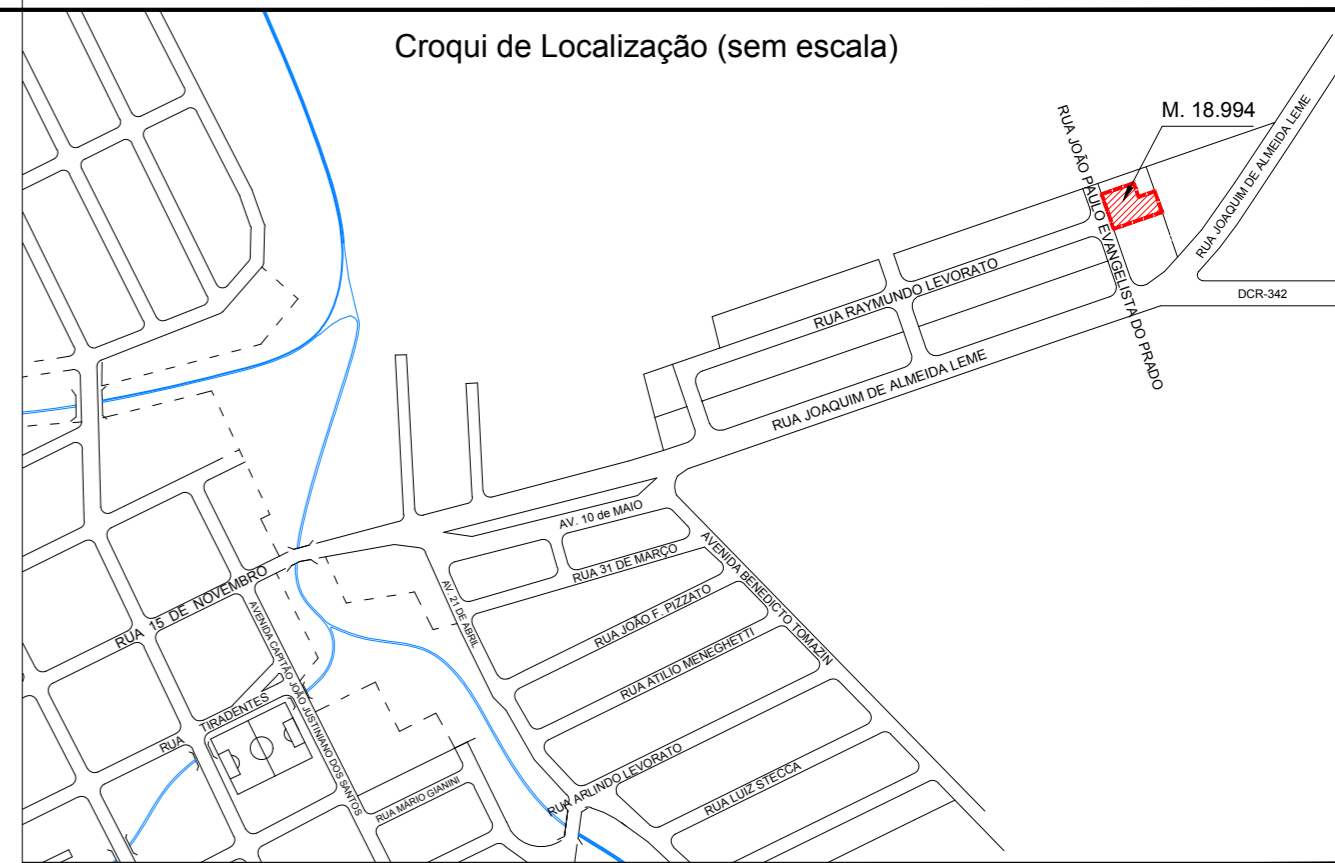 Croqui de Localização (sem escala)
M. 18.994
RUA JOÃO PAULO EVANGELISTA DO PRADO
RUA JOAQUIM DE ALMEIDA LEME
RUA RAYMUNDO LEVORATO
DCR-342
RUA JOAQUIM DE ALMEIDA LEME
AV. 10 de MAIO
RUA 31 DE MARÇO
AVENIDA BENEDICTO TOMAZIN
RUA 15 DE NOVEMBRO
AV. 21 DE ABRIL
RUA JOÃO F. PIZZATO
AVENIDA CAPITÃO JOÃO JUSTINIANO DOS SANTOS
RUA ATILIO MENEGHETTI
RUA TIRADENTES
RUA ARLINDO LEVORATO
RUA MÁRIO GIANINI
RUA LUIZ STECCA